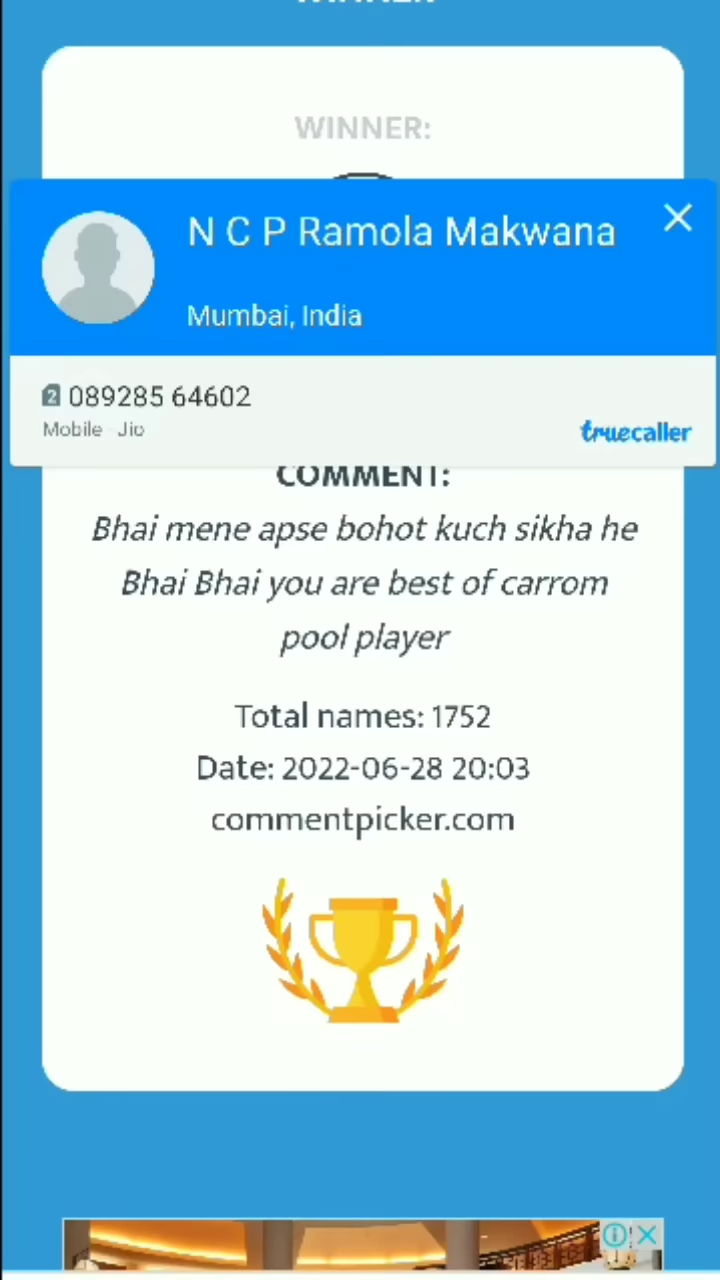 WINNER
WINNER:
N C P Ramola Makwana
Mumbai, India
2 089285 64602
Mobile - Jio
truecaller
COMMENT:
Bhai mene apse bohot kuch sikha he
Bhai Bhai you are best of carrom
pool player
Total names: 1752
Date: 2022-06-28 20:03
commentpicker.com